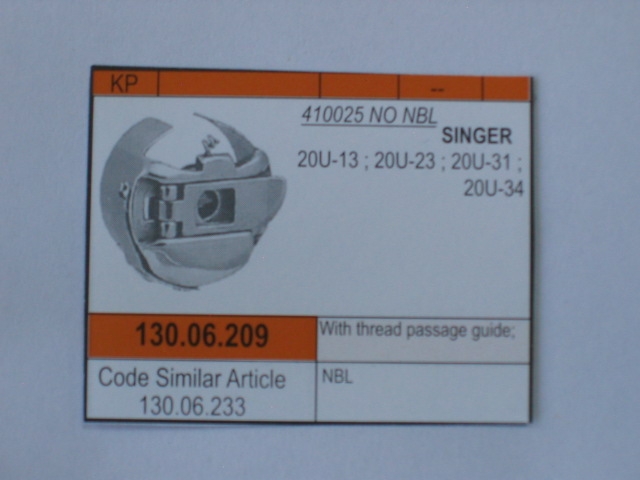 KP
--
410025 NO NBL
SINGER
20U-13 ; 20U-23 ; 20U-31 ;
20U-34
130.06.209
With thread passage guide;
Code Similar Article
130.06.233
NBL